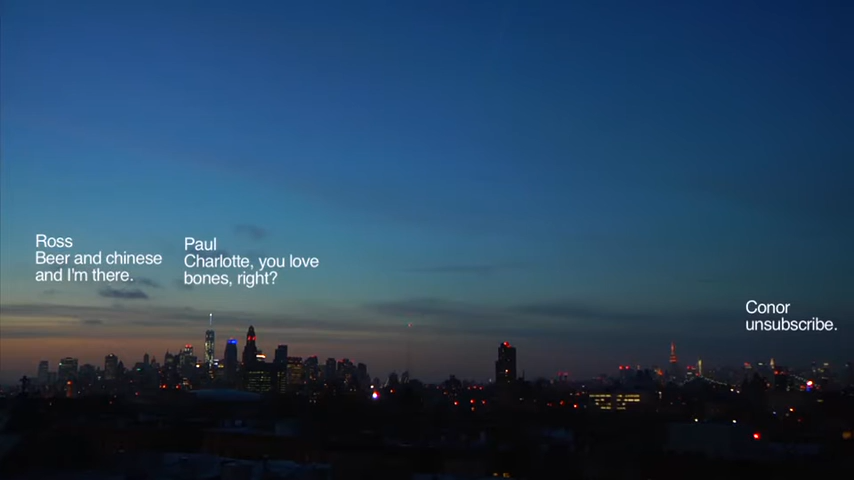 Ross
Beer and chinese
and I'm there.
Paul
Charlotte, you love
bones, right?
Conor
unsubscribe.